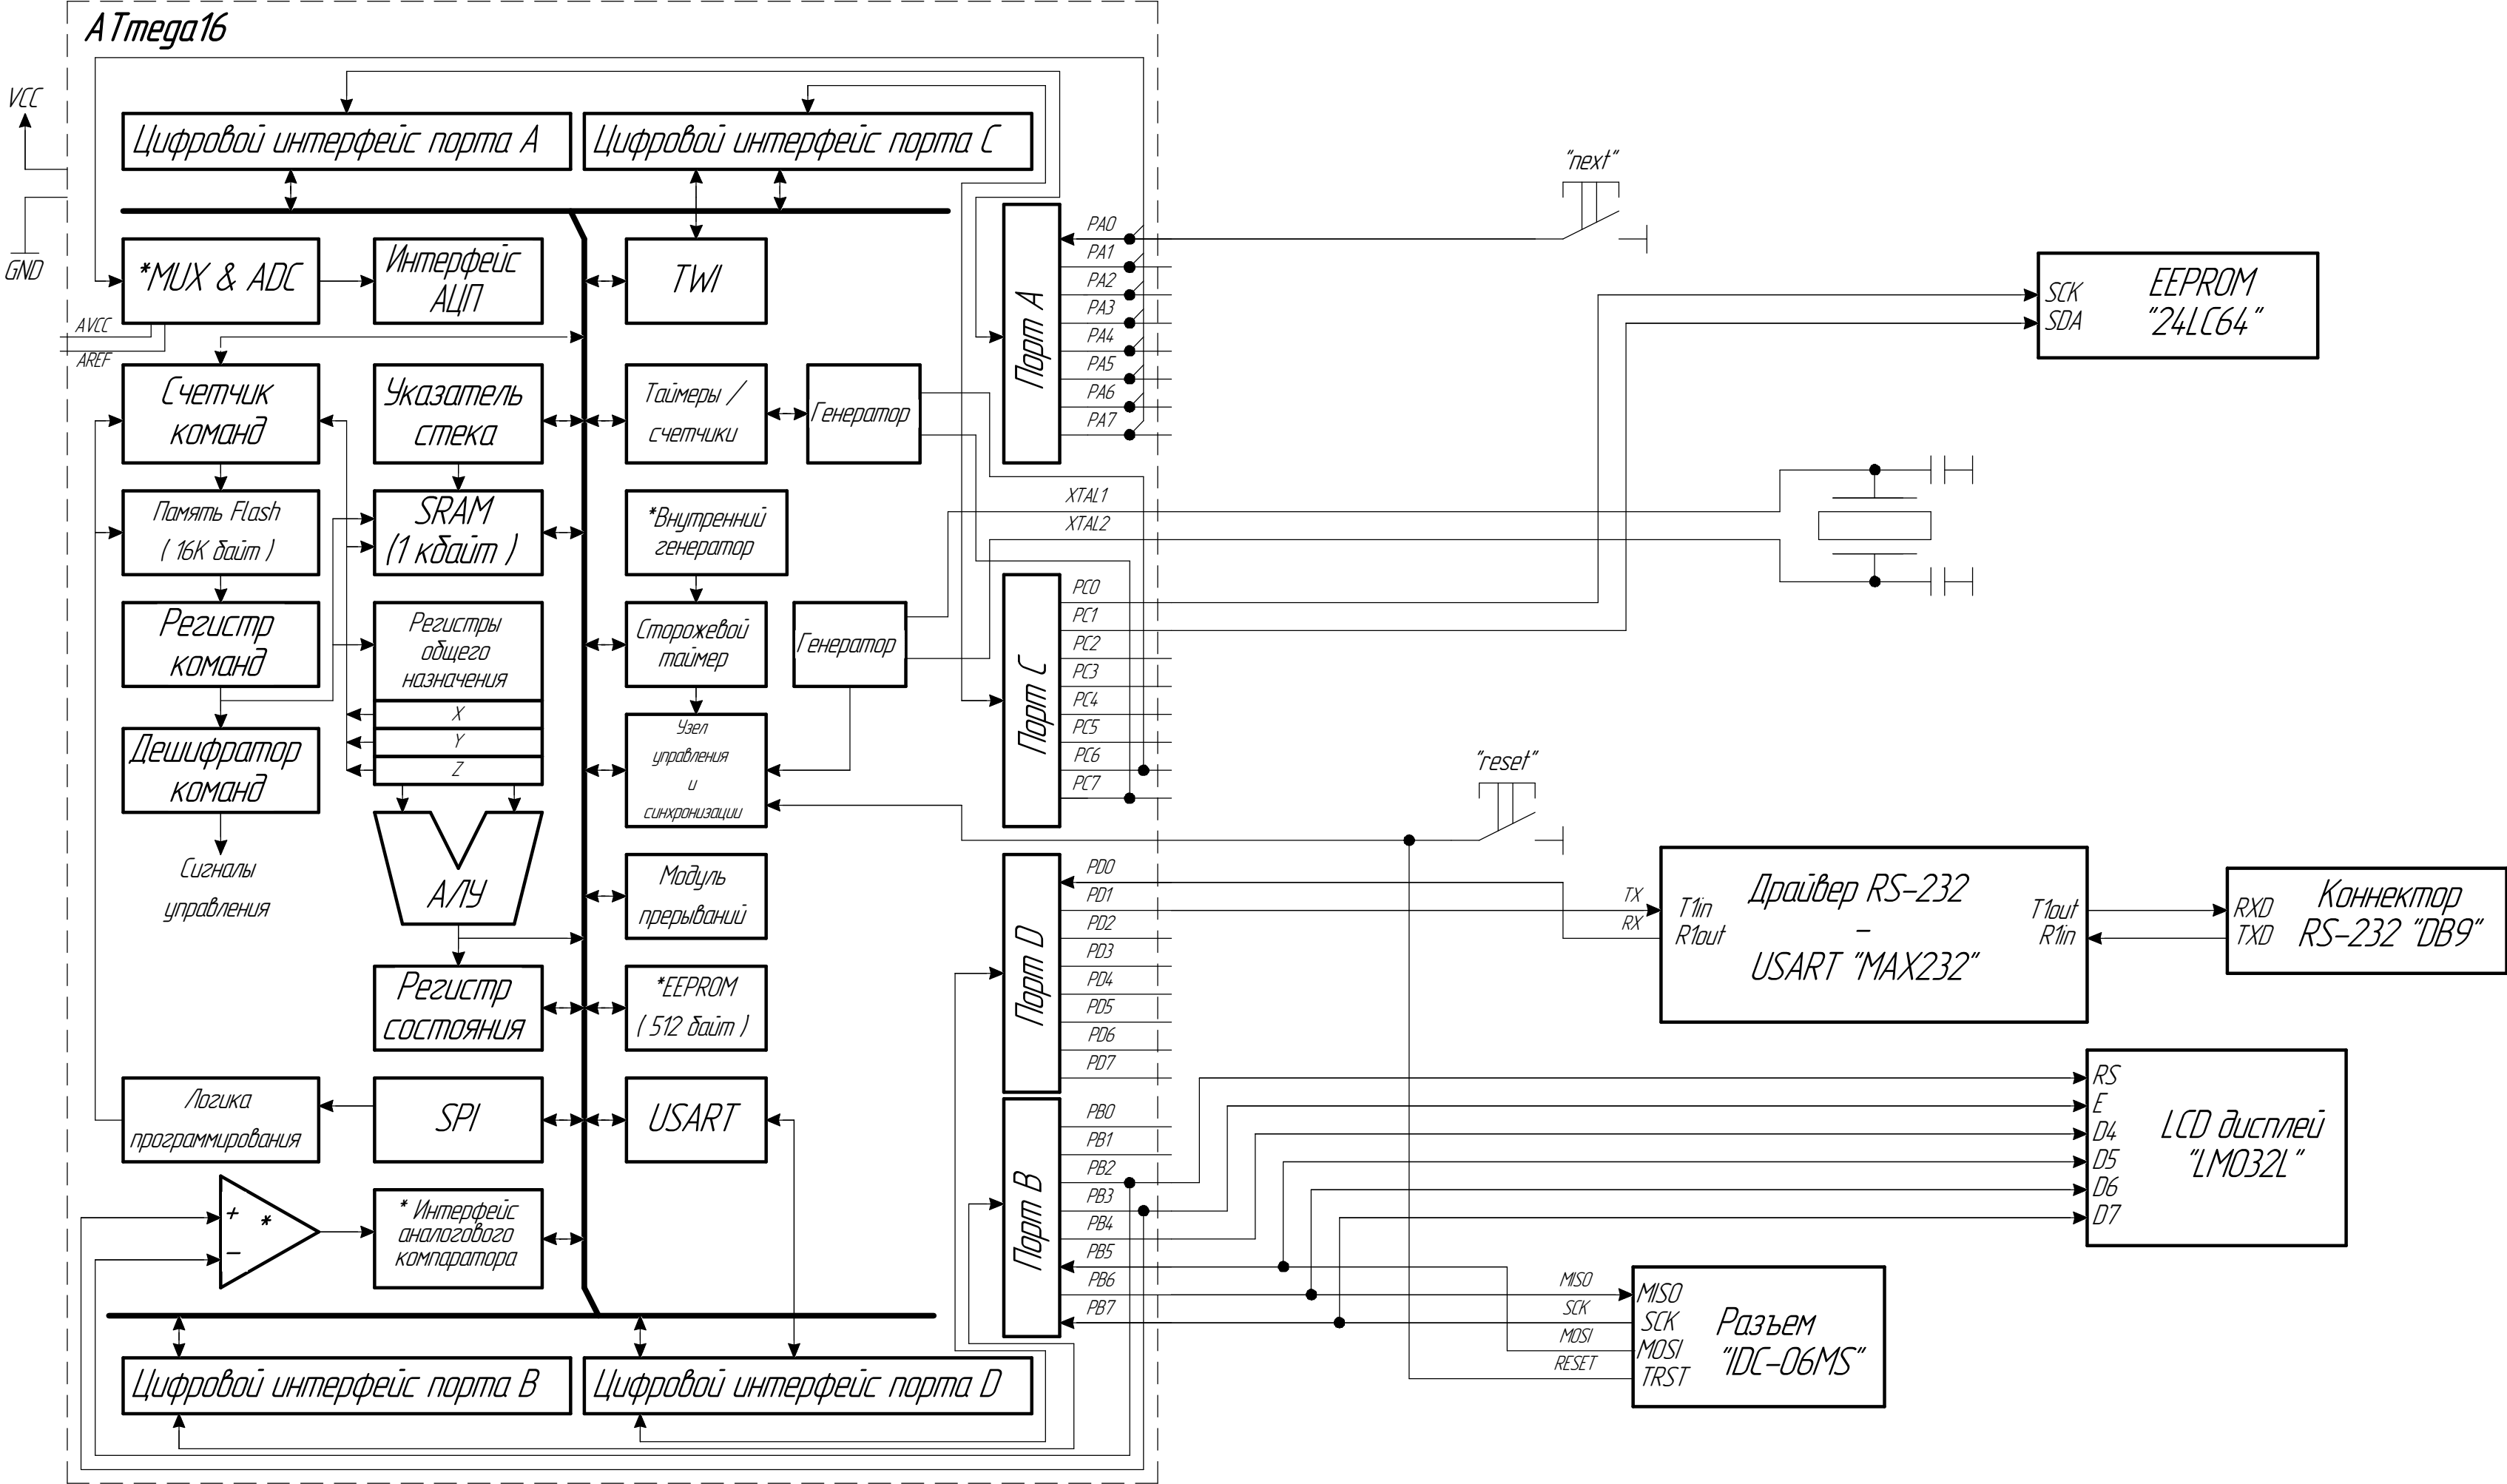 ATmega16
VCC
GND
AVCC
AREF
Цифровой интерфейс порта A
Цифровой интерфейс порта C
*MUX & ADC
Интерфейс
АЦП
TWI
Счетчик
команд
Указатель
стека
Таймеры /
счетчики
Генератор
Память Flash
( 16К байт )
SRAM
(1 кбайт )
*Внутренний
генератор
Регистр
команд
Регистры
общего
назначения
X
Y
Z
Сторожевой
таймер
Генератор
Дешифратор
команд
Узел
управления
и
синхронизации
Сигналы
управления
АЛУ
Модуль
прерываний
Регистр
состояния
*EEPROM
( 512 байт )
Логика
программирования
SPI
USART
+
*
−
* Интерфейс
аналогового
компаратора
Цифровой интерфейс порта B
Цифровой интерфейс порта D
Порт A
PA0
PA1
PA2
PA3
PA4
PA5
PA6
PA7
XTAL1
XTAL2
Порт C
PC0
PC1
PC2
PC3
PC4
PC5
PC6
PC7
Порт D
PD0
PD1
PD2
PD3
PD4
PD5
PD6
PD7
Порт B
PB0
PB1
PB2
PB3
PB4
PB5
PB6
PB7
"next"
SCK
SDA
EEPROM
"24LC64"
"reset"
TX
RX
T1in
R1out
Драйвер RS-232
-
USART "MAX232"
T1out
R1in
RXD
TXD
Коннектор
RS-232 "DB9"
RS
E
D4
D5
D6
D7
LCD дисплей
"LM032L"
MISO
SCK
MOSI
RESET
MISO
SCK
MOSI
TRST
Разъем
"IDC-06MS"